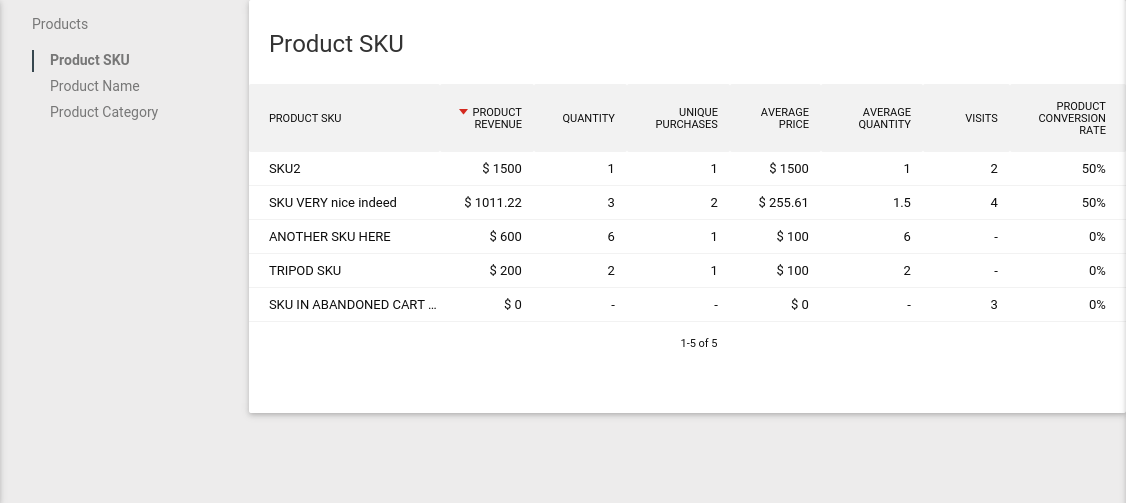 Products
Product SKU
Product Name
Product Category
Product SKU
PRODUCT SKU PRODUCT REVENUE QUANTITY UNIQUE PURCHASES AVERAGE PRICE AVERAGE QUANTITY VISITS PRODUCT CONVERSION RATE
SKU2 $ 1500 1 1 $ 1500 1 2 50%
SKU VERY nice indeed $ 1011.22 3 2 $ 255.61 1.5 4 50%
ANOTHER SKU HERE $ 600 6 1 $ 100 6 - 0%
TRIPOD SKU $ 200 2 1 $ 100 2 - 0%
SKU IN ABANDONED CART ... $ 0 - - $ 0 - 3 0%
1-5 of 5